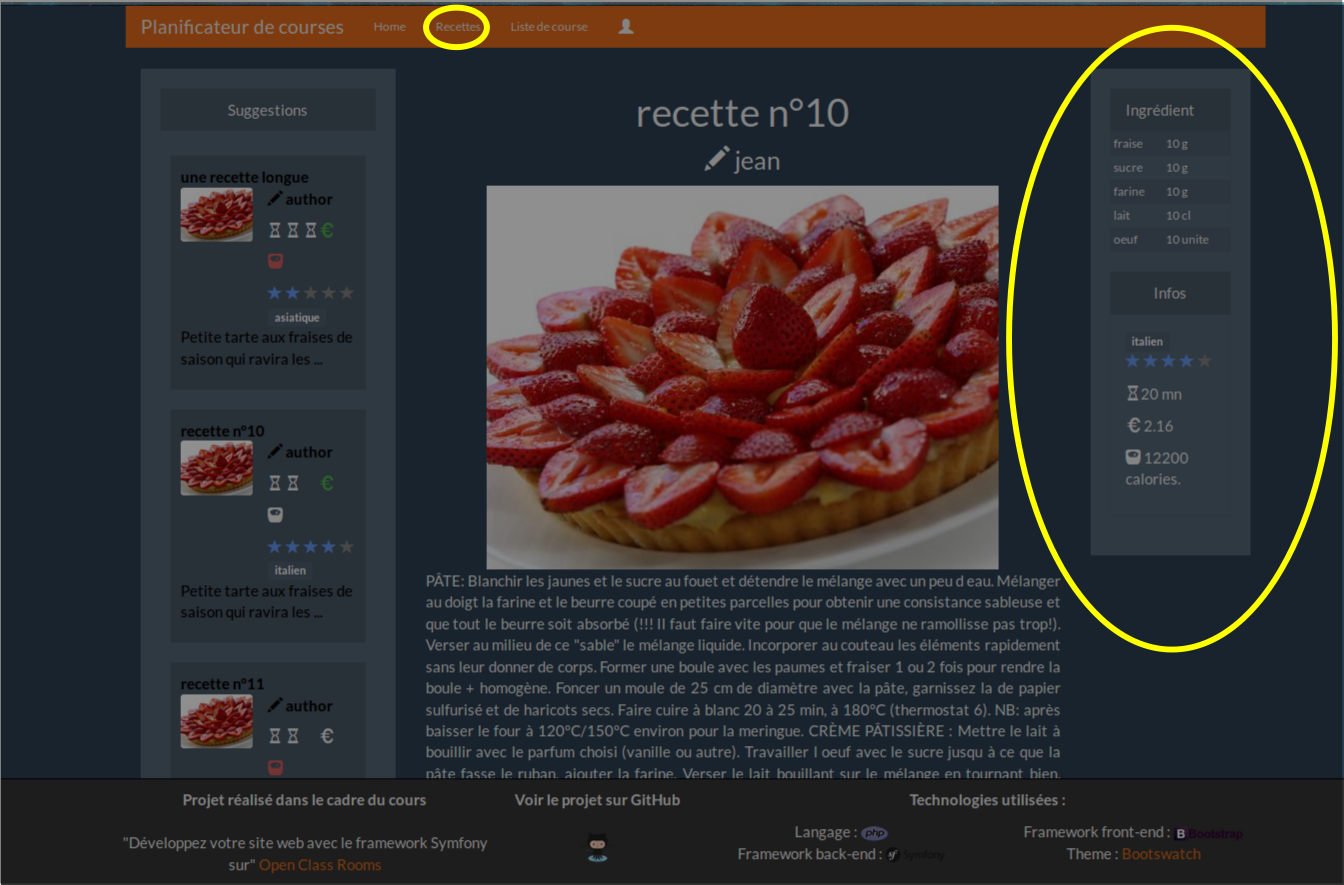 Planificateur de courses Home Recettes Liste de course
Suggestions
une recette longue
author
€
asiatique
Petite tarte aux fraises de
saison qui ravira les ...
recette n°10
author
€
italien
Petite tarte aux fraises de
saison qui ravira les ...
recette n°11
author
€
recette n°10
jean
PÂTE: Blanchir les jaunes et le sucre au fouet et détendre le mélange avec un peu d eau. Mélanger
au doigt la farine et le beurre coupé en petites parcelles pour obtenir une consistance sableuse et
que tout le beurre soit absorbé (!!! Il faut faire vite pour que le mélange ne ramollisse pas trop!).
Verser au milieu de ce "sable" le mélange liquide. Incorporer au couteau les éléments rapidement
sans leur donner de corps. Former une boule avec les paumes et fraiser 1 ou 2 fois pour rendre la
boule + homogène. Foncer un moule de 25 cm de diamètre avec la pâte, garnissez la de papier
sulfurisé et de haricots secs. Faire cuire à blanc 20 à 25 min, à 180°C (thermostat 6). NB: après
baisser le four à 120°C/150°C environ pour la meringue. CRÈME PÂTISSIÈRE : Mettre le lait à
bouillir avec le parfum choisi (vanille ou autre). Travailler l oeuf avec le sucre jusqu à ce que la
pâte fasse le ruban, ajouter la farine. Verser le lait bouillant sur le mélange en tournant bien.
Ingrédient
fraise 10 g
sucre 10 g
farine 10 g
lait 10 cl
oeuf 10 unite
Infos
italien
20 mn
€ 2.16
12200
calories.
Projet réalisé dans le cadre du cours
"Développez votre site web avec le framework Symfony
sur" Open Class Rooms
Voir le projet sur GitHub
Technologies utilisées :
Langage : php
Framework back-end : Symfony
Framework front-end : B Bootstrap
Theme : Bootswatch